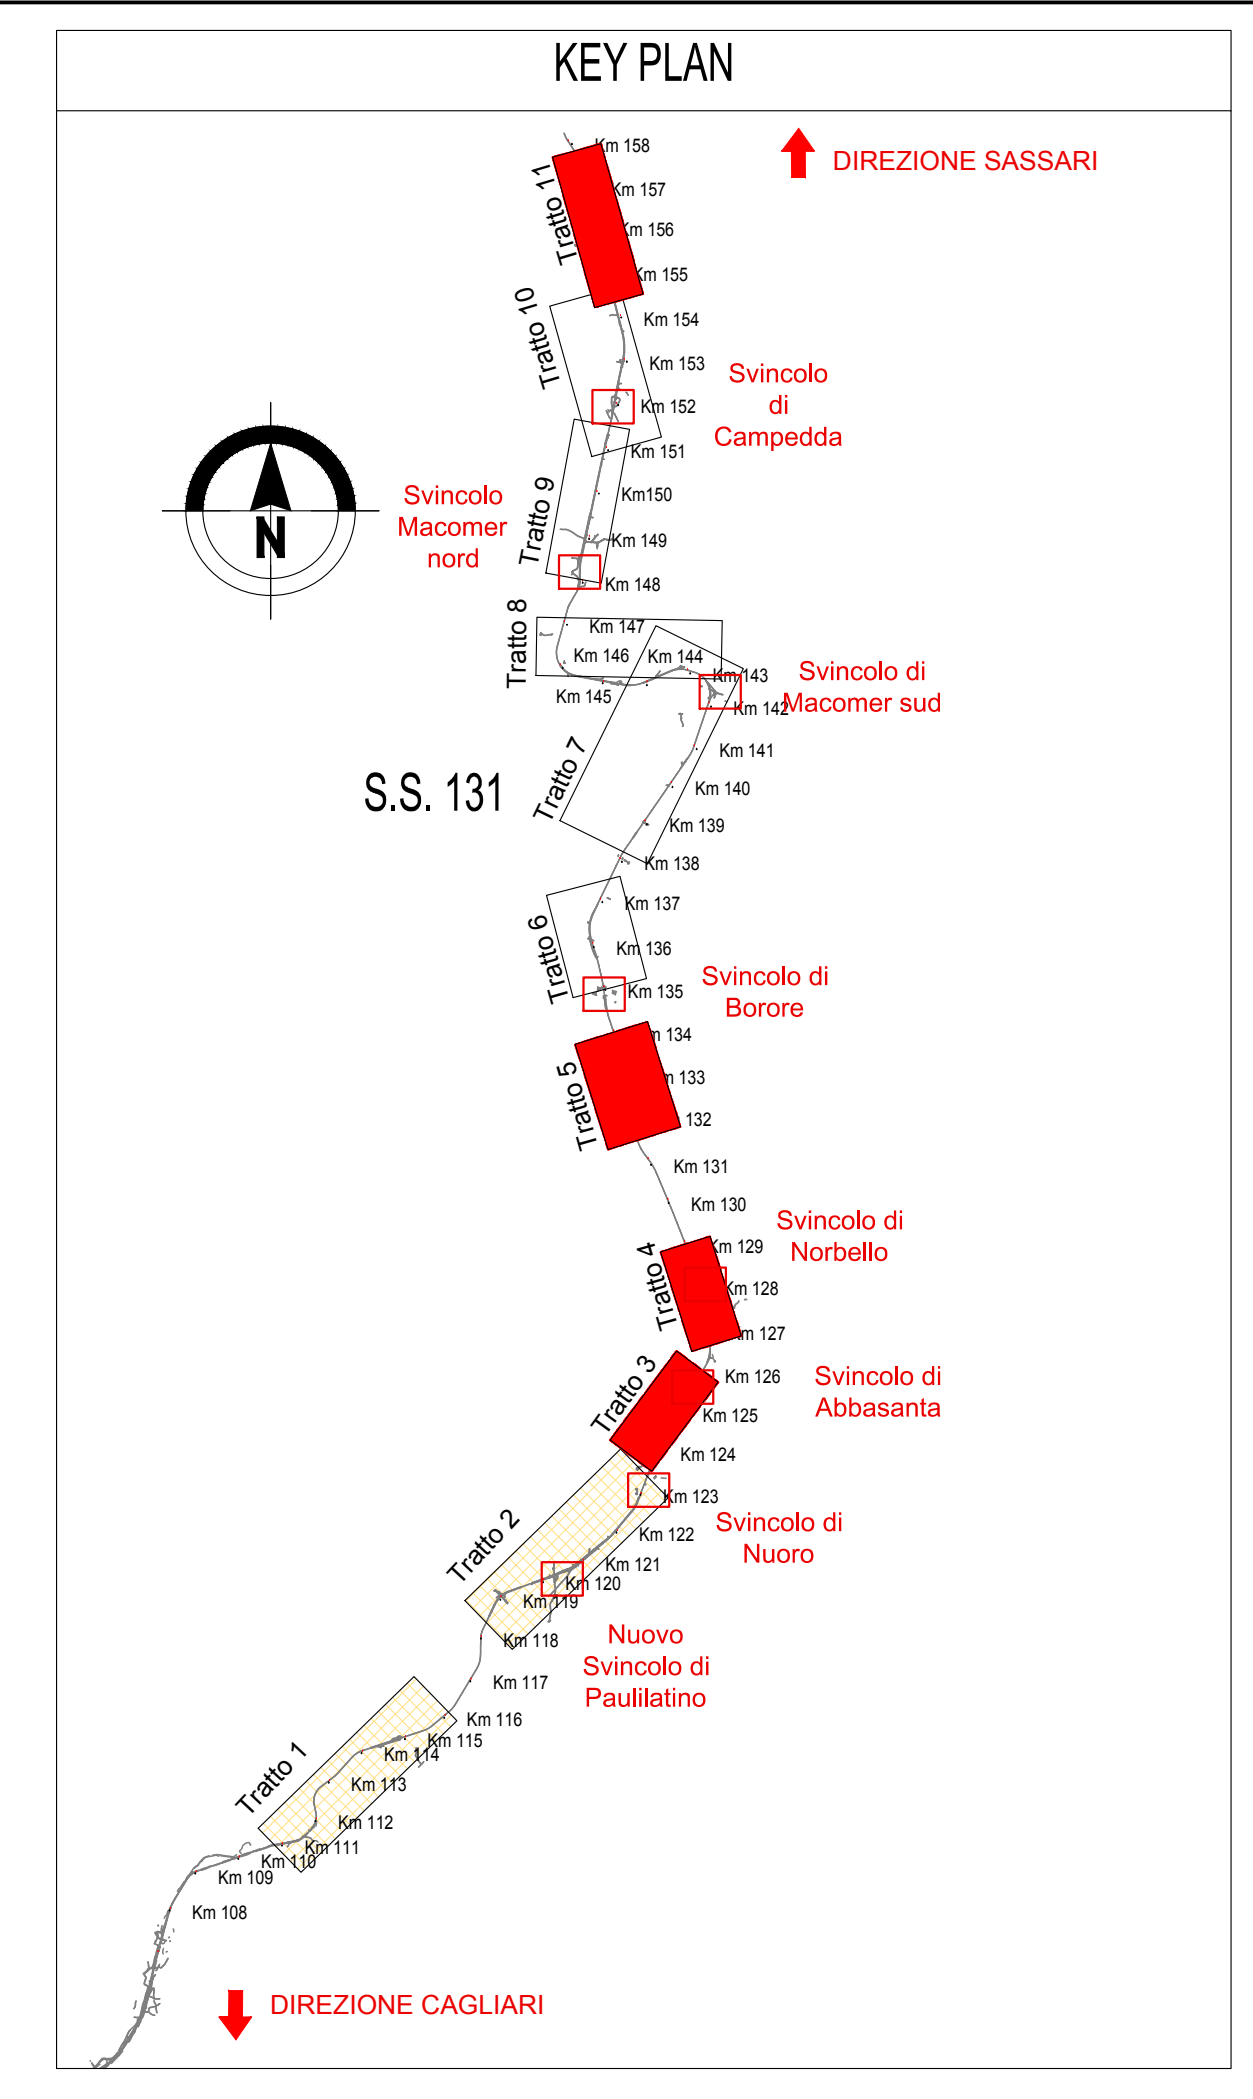 KEY PLAN
DIREZIONE SASSARI
Km 158
Km 157
Tratto 11
Km 156
Km 155
Tratto 10
Km 154
Km 153
Svincolo
di
Campedda
Km 152
Km 151
Km150
Tratto 9
Svincolo
Macomer
nord
Km 149
Km 148
N
Tratto 8
Km 147
Km 146
Km 144
Km 145
Km 143
Km 142
Svincolo di
Macomer sud
Km 141
Tratto 7
Km 140
S.S. 131
Km 139
Km 138
Km 137
Tratto 6
Km 136
Km 135
Svincolo di
Borore
m 134
Tratto 5
m 133
132
Km 131
Km 130
Svincolo di
Norbello
Km 129
Tratto 4
Km 128
m 127
Tratto 3
Km 126
Svincolo di
Abbasanta
Km 125
Km 124
Km 123
Svincolo di
Nuoro
Tratto 2
Km 122
Km 121
Km 120
Km 119
Km 118
Nuovo
Svincolo di
Paulilatino
Km 117
Km 116
Km 115
Km 114
Tratto 1
Km 113
Km 112
Km 111
Km 110
Km 109
Km 108
DIREZIONE CAGLIARI